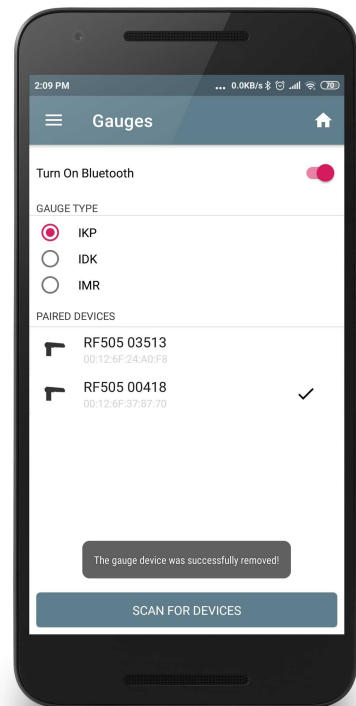 2:09 PM ... 0.0KB/s 70
Gauges
Turn On Bluetooth
GAUGE TYPE
IKP
IDK
IMR
PAIRED DEVICES
RF505 03513
00:12:6F:24:A0:F8
RF505 00418
00:12:6F:37:87:70
The gauge device was successfully removed!
SCAN FOR DEVICES